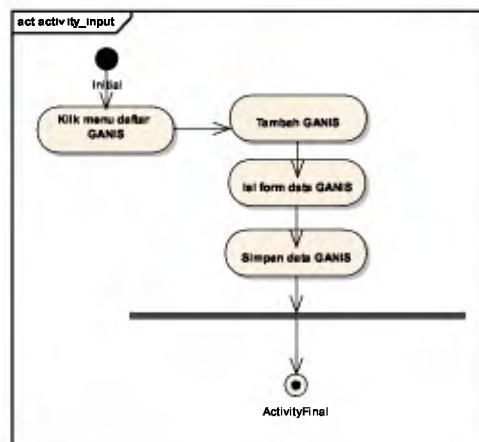 act activity_input
Initial
Klik menu daftar
GANIS
Tambah GANIS
Isi form data GANIS
Simpan data GANIS
ActivityFinal